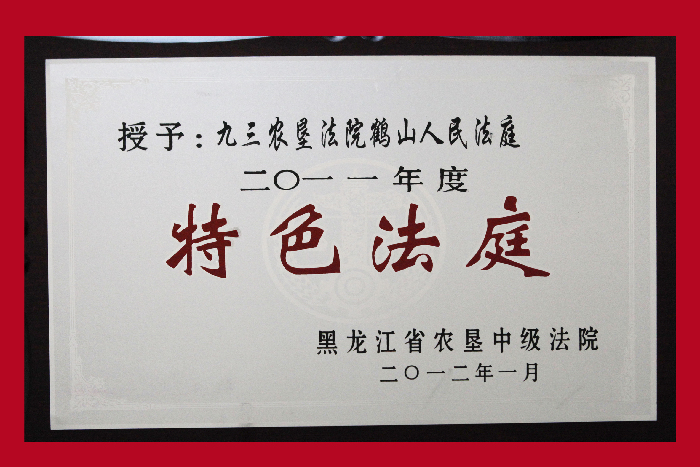 授予：九三农垦法院鹤山人民法庭
二〇一一年度
特色法庭
黑龙江省农垦中级法院
二〇一二年一月